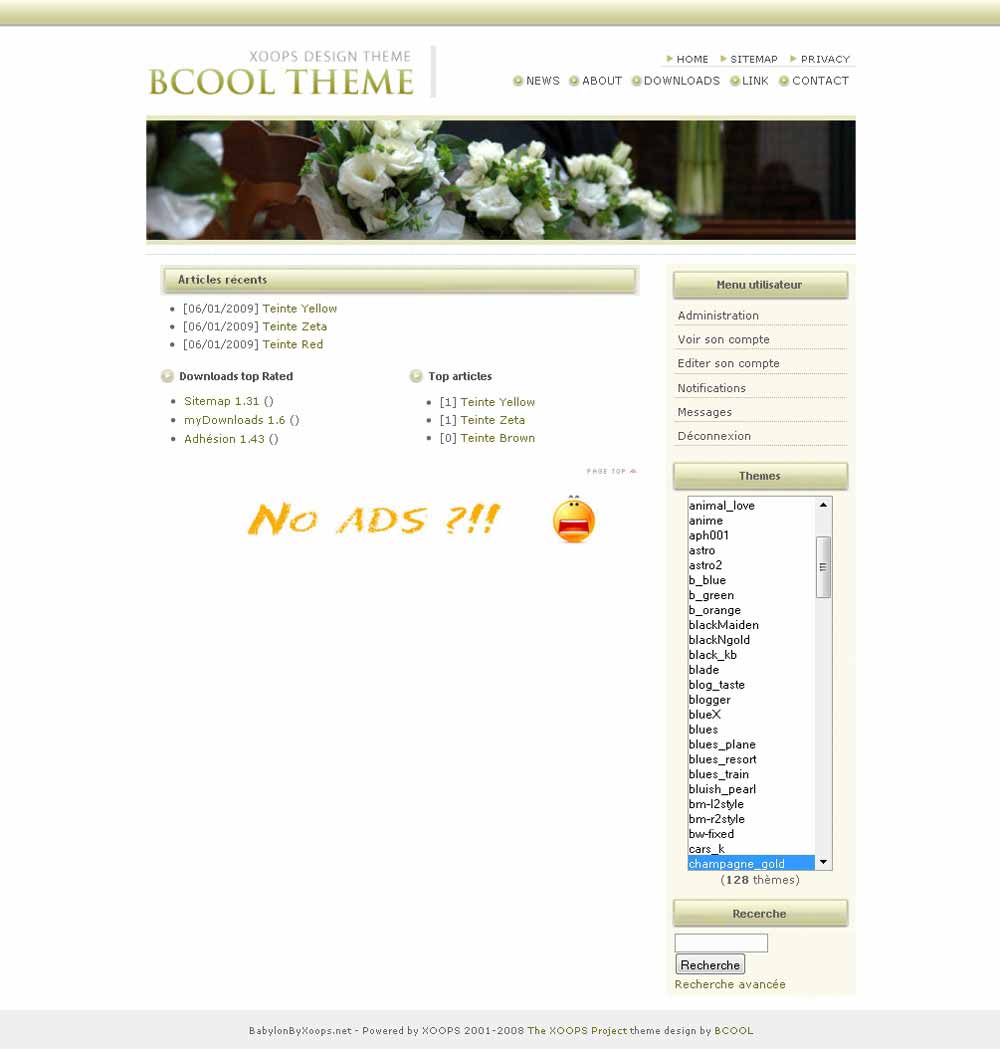 XOOPS DESIGN THEME
BCOOL THEME
HOME SITEMAP PRIVACY
NEWS ABOUT DOWNLOADS LINK CONTACT
Articles récents
[06/01/2009] Teinte Yellow
[06/01/2009] Teinte Zeta
[06/01/2009] Teinte Red
Downloads top Rated
Sitemap 1.31 ()
myDownloads 1.6 ()
Adhésion 1.43 ()
Top articles
[1] Teinte Yellow
[1] Teinte Zeta
[0] Teinte Brown
PAGE TOP
No ADS ?!!
Menu utilisateur
Administration
Voir son compte
Editer son compte
Notifications
Messages
Déconnexion
Themes
animal_love
anime
aph001
astro
astro2
b_blue
b_green
b_orange
blackMaiden
blackNgold
black_kb
blade
blog_taste
blogger
blueX
blues
blues_plane
blues_resort
blues_train
bluish_pearl
bm-l2style
bm-r2style
bw-fixed
cars_k
champagne_gold
(128 thèmes)
Recerche
Recherche
Recherche avancée
BabylonByXoops.net - Powered by XOOPS 2001-2008 The XOOPS Project theme design by BCOOL